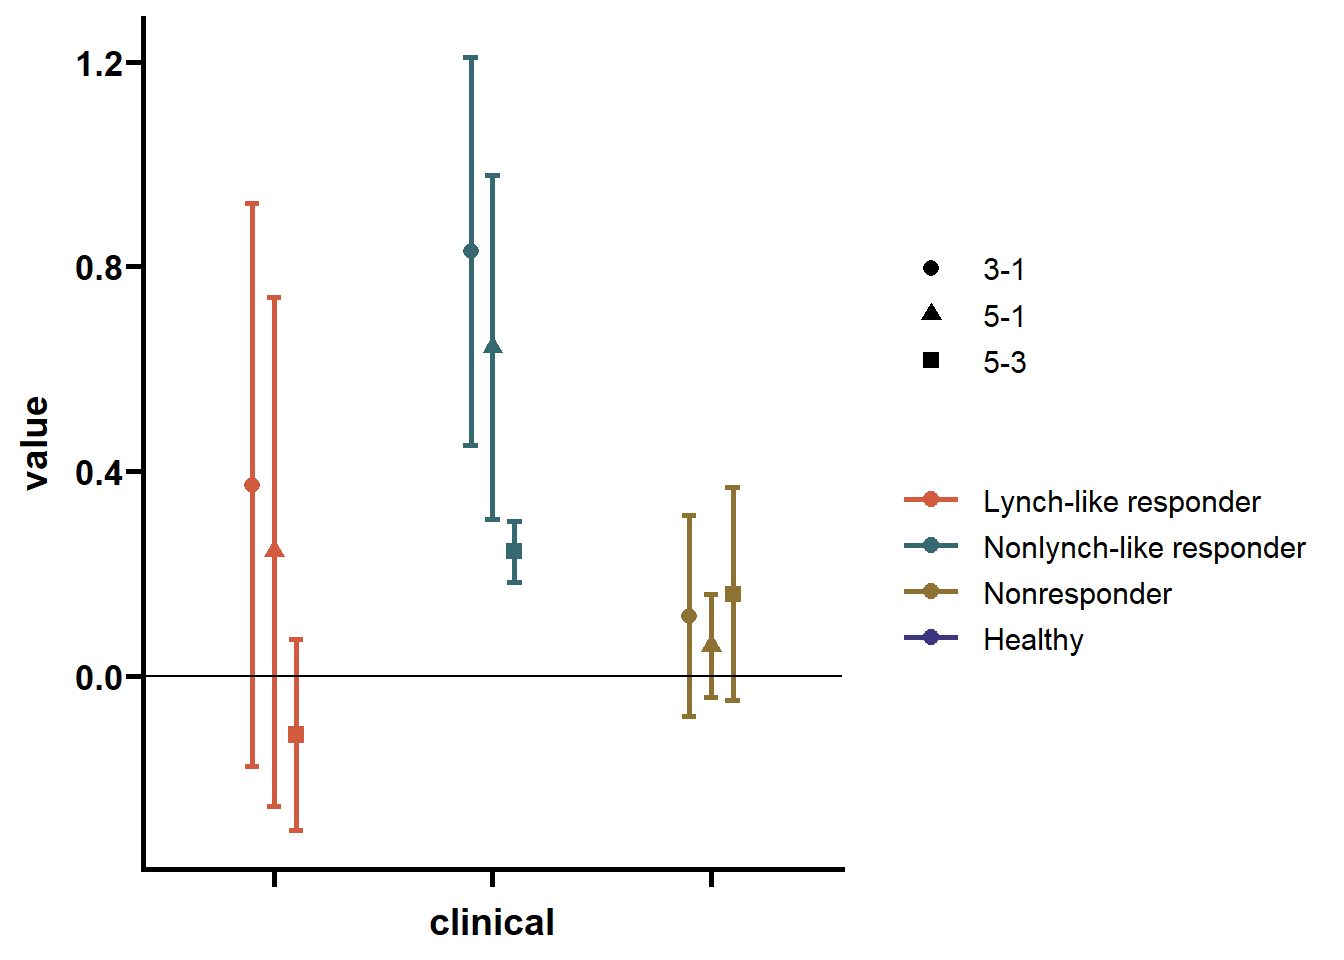 1.2
0.8
0.4
0.0
value
clinical
3-1
5-1
5-3
Lynch-like responder
Nonlynch-like responder
Nonresponder
Healthy